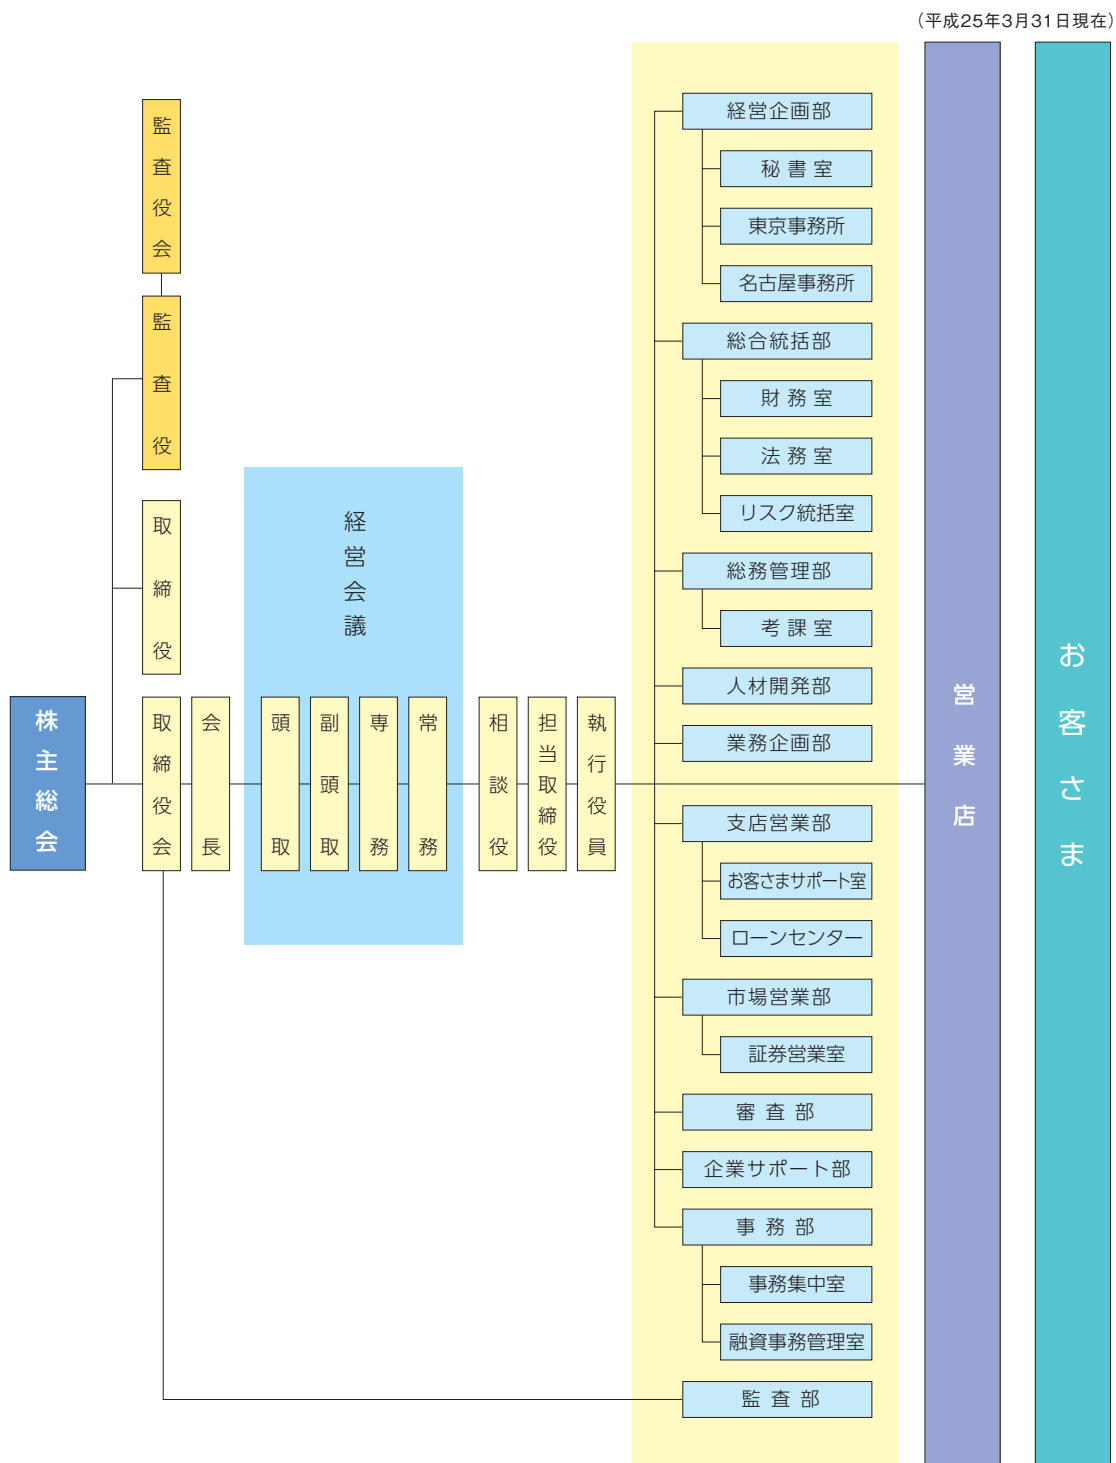 （平成25年3月31日現在）
監査役会
監査役
取締役
株主総会
取締役会
会長
経営会議
頭取
副頭取
専務
常務
相談役
担当取締役
執行役員
経営企画部
秘書室
東京事務所
名古屋事務所
総合統括部
財務室
法務室
リスク統括室
総務管理部
考課室
人材開発部
業務企画部
支店営業部
お客さまサポート室
ローンセンター
市場営業部
証券営業室
審査部
企業サポート部
事務部
事務集中室
融資事務管理室
監査部
営業店
お客さま